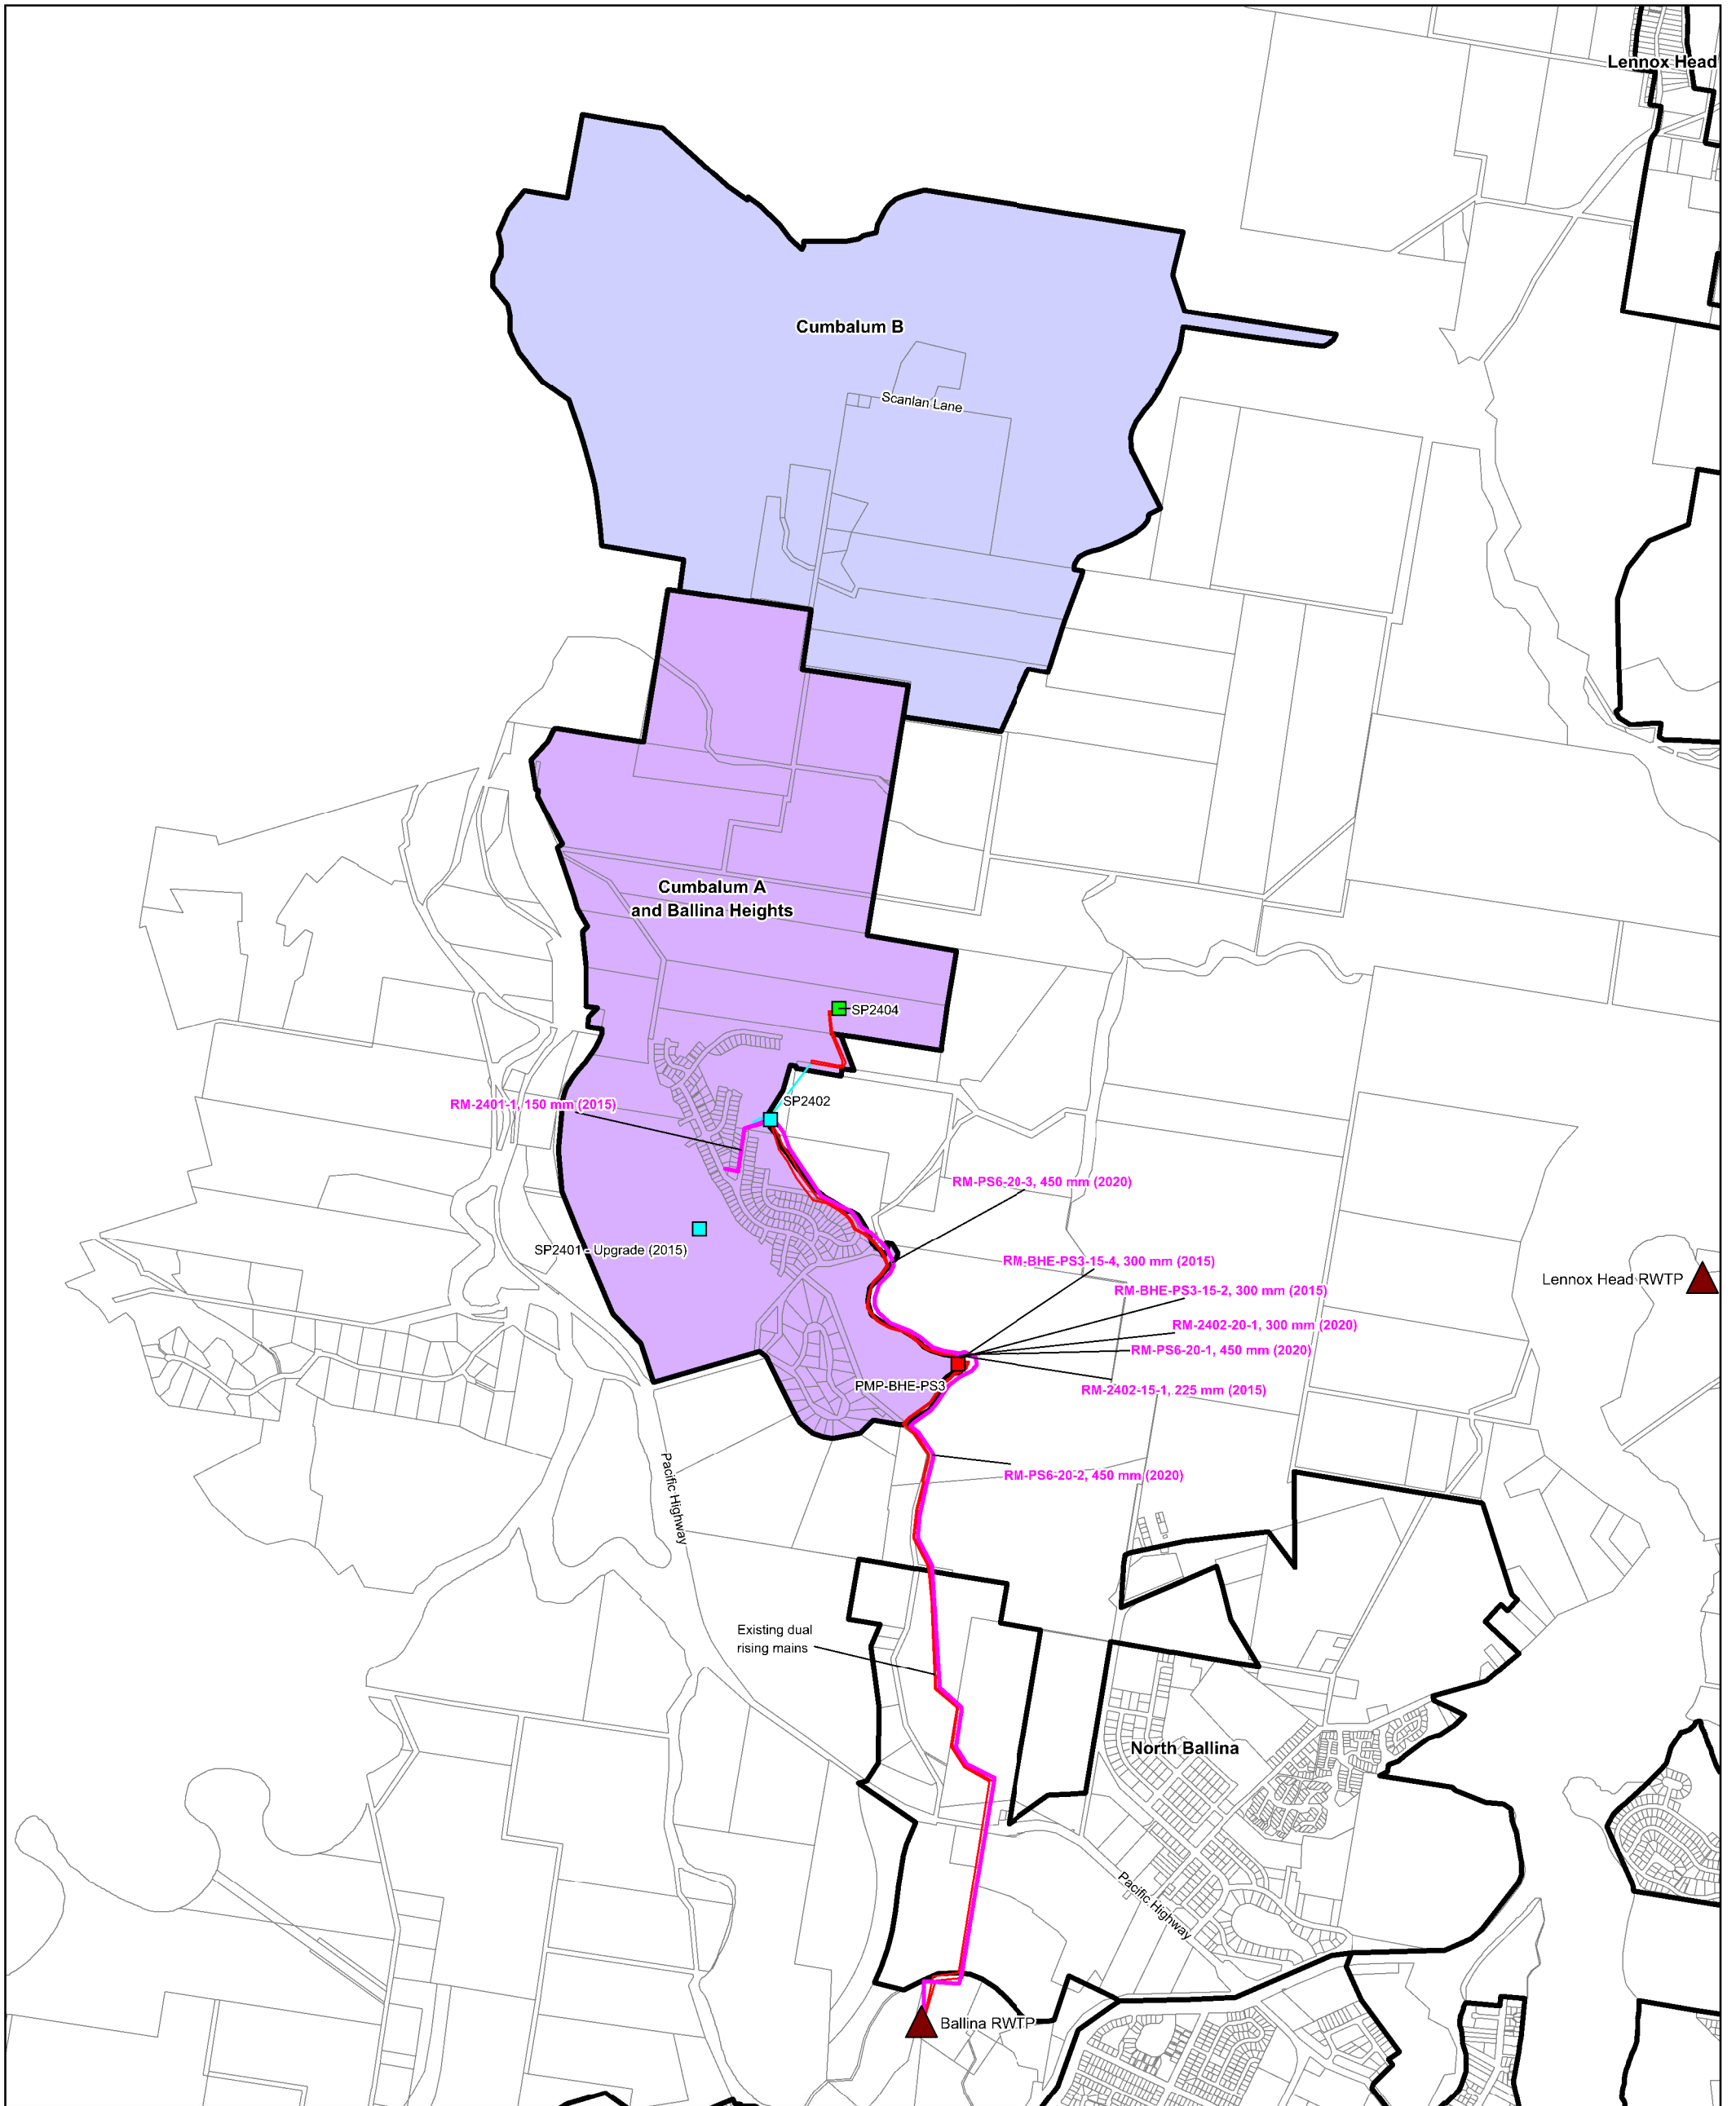 Lennox Head
Cumbalum B
Scanlan Lane
Cumbalum A
and Ballina Heights
SP2404
SP2402
RM-2401-1, 150 mm (2015)
RM-PS6-20-3, 450 mm (2020)
SP2401 - Upgrade (2015)
RM-BHE-PS3-15-4, 300 mm (2015)
Lennox Head RWTP
RM-BHE-PS3-15-2, 300 mm (2015)
RM-2402-20-1, 300 mm (2020)
RM-PS6-20-1, 450 mm (2020)
PMP-BHE-PS3
RM-2402-15-1, 225 mm (2015)
RM-PS6-20-2, 450 mm (2020)
Pacific Highway
Existing dual
rising mains
North Ballina
Pacific Highway
Ballina RWTP